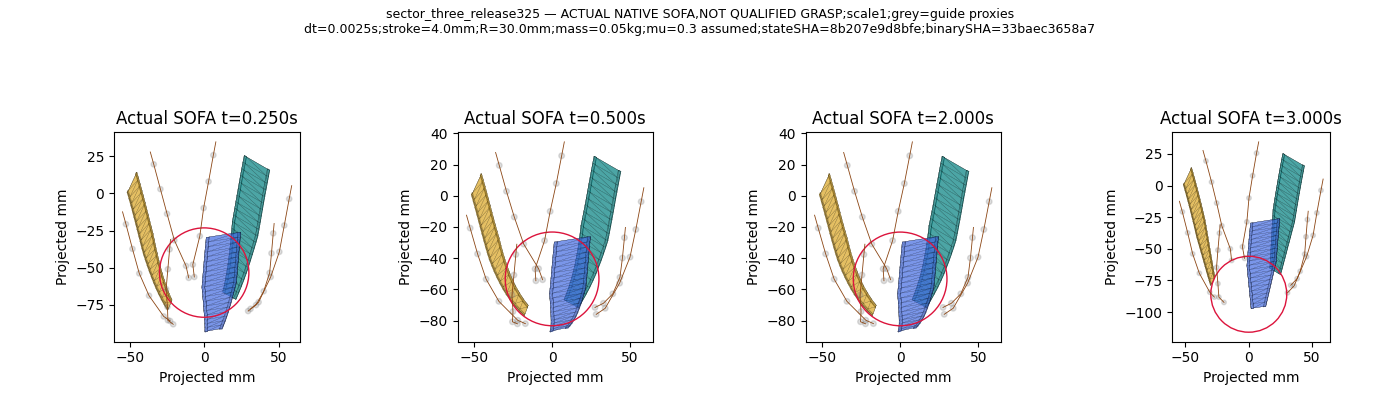 sector_three_release325 — ACTUAL NATIVE SOFA,NOT QUALIFIED GRASP;scale1;grey=guide proxies
dt=0.0025s;stroke=4.0mm;R=30.0mm;mass=0.05kg;mu=0.3 assumed;stateSHA=8b207e9d8bfe;binarySHA=33baec3658a7
Actual SOFA t=0.250s
Projected mm
25
0
−25
−50
−75
−50
0
50
Projected mm
Actual SOFA t=0.500s
Projected mm
40
20
0
−20
−40
−60
−80
−50
0
50
Projected mm
Actual SOFA t=2.000s
Projected mm
40
20
0
−20
−40
−60
−80
−50
0
50
Projected mm
Actual SOFA t=3.000s
Projected mm
25
0
−25
−50
−75
−100
−50
0
50
Projected mm